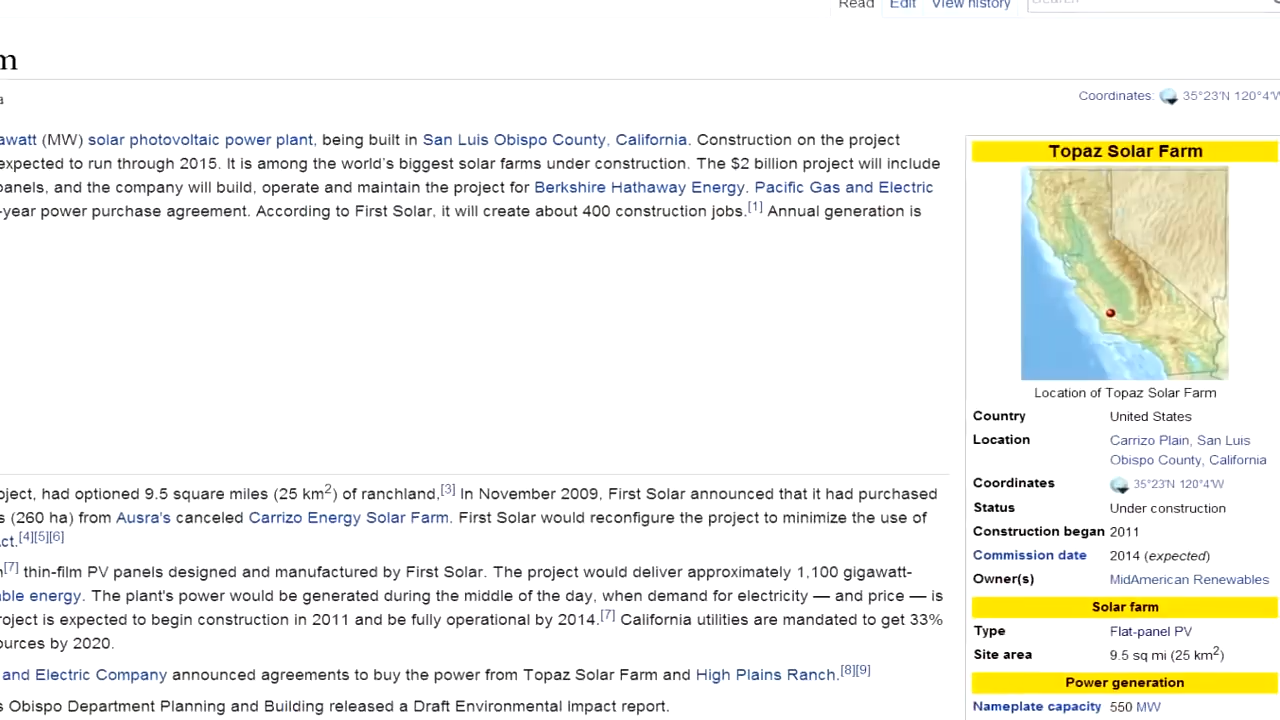 Read Edit View history
m
a
Coordinates: 35°23′N 120°4′W
awatt (MW) solar photovoltaic power plant, being built in San Luis Obispo County, California. Construction on the project
expected to run through 2015. It is among the world's biggest solar farms under construction. The $2 billion project will include
panels, and the company will build, operate and maintain the project for Berkshire Hathaway Energy. Pacific Gas and Electric
-year power purchase agreement. According to First Solar, it will create about 400 construction jobs.[1] Annual generation is
oject, had optioned 9.5 square miles (25 km2) of ranchland,[3] In November 2009, First Solar announced that it had purchased
s (260 ha) from Ausra's canceled Carrizo Energy Solar Farm. First Solar would reconfigure the project to minimize the use of
ct.[4][5][6]
n[7] thin-film PV panels designed and manufactured by First Solar. The project would deliver approximately 1,100 gigawatt-
ble energy. The plant's power would be generated during the middle of the day, when demand for electricity — and price — is
roject is expected to begin construction in 2011 and be fully operational by 2014.[7] California utilities are mandated to get 33%
ources by 2020.
and Electric Company announced agreements to buy the power from Topaz Solar Farm and High Plains Ranch.[8][9]
s Obispo Department Planning and Building released a Draft Environmental Impact report.
Topaz Solar Farm
Location of Topaz Solar Farm
Country United States
Location Carrizo Plain, San Luis
Obispo County, California
Coordinates 35°23′N 120°4′W
Status Under construction
Construction began 2011
Commission date 2014 (expected)
Owner(s) MidAmerican Renewables
Solar farm
Type Flat-panel PV
Site area 9.5 sq mi (25 km2)
Power generation
Nameplate capacity 550 MW